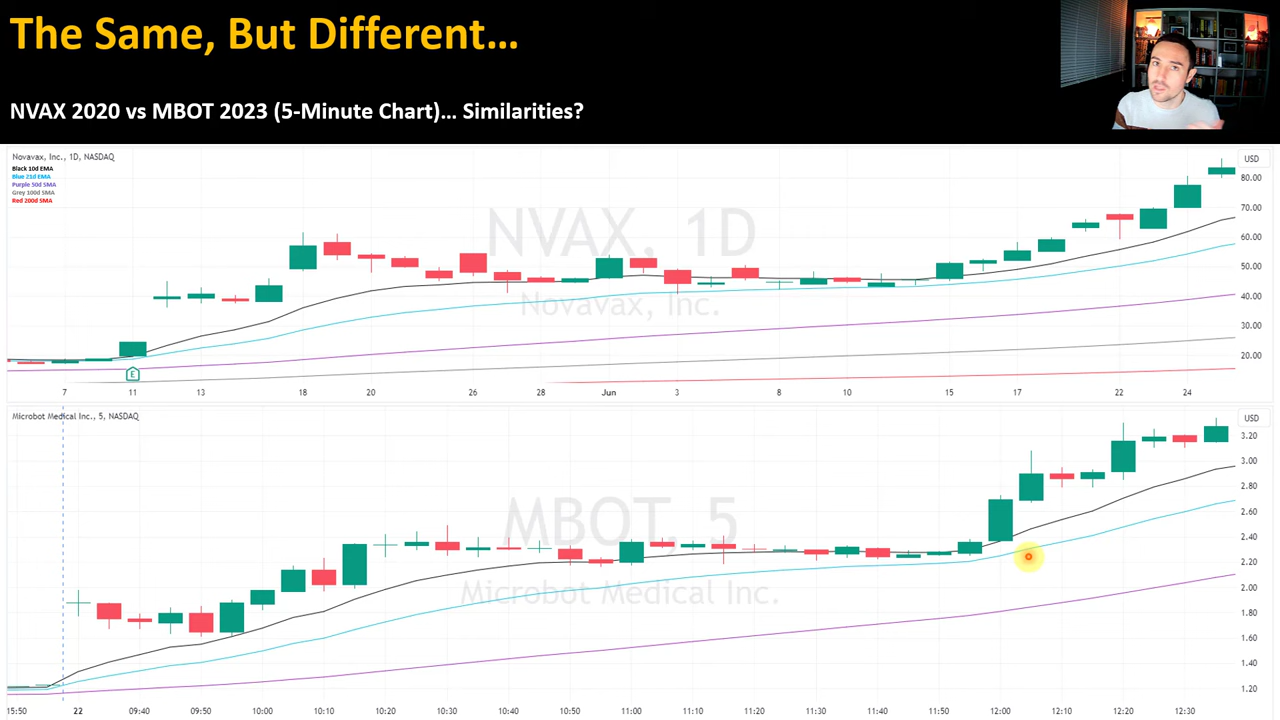 The Same, But Different...
NVAX 2020 vs MBOT 2023 (5-Minute Chart)... Similarities?
Novavax, Inc., 1D, NASDAQ
USD
Black 10d EMA
Blue 21d EMA
Purple 50d SMA
Grey 100d SMA
Red 200d SMA
NVAX, 1D
Novavax, Inc.
80.00
70.00
60.00
50.00
40.00
30.00
20.00
E
7 11 13 18 20 26 28 Jun 3 8 10 15 17 22 24
Microbot Medical Inc., 5, NASDAQ
USD
MBOT, 5
Microbot Medical Inc.
3.20
3.00
2.80
2.60
2.40
2.20
2.00
1.80
1.60
1.40
1.20
15:50 22 09:40 09:50 10:00 10:10 10:20 10:30 10:40 10:50 11:00 11:10 11:20 11:30 11:40 11:50 12:00 12:10 12:20 12:30